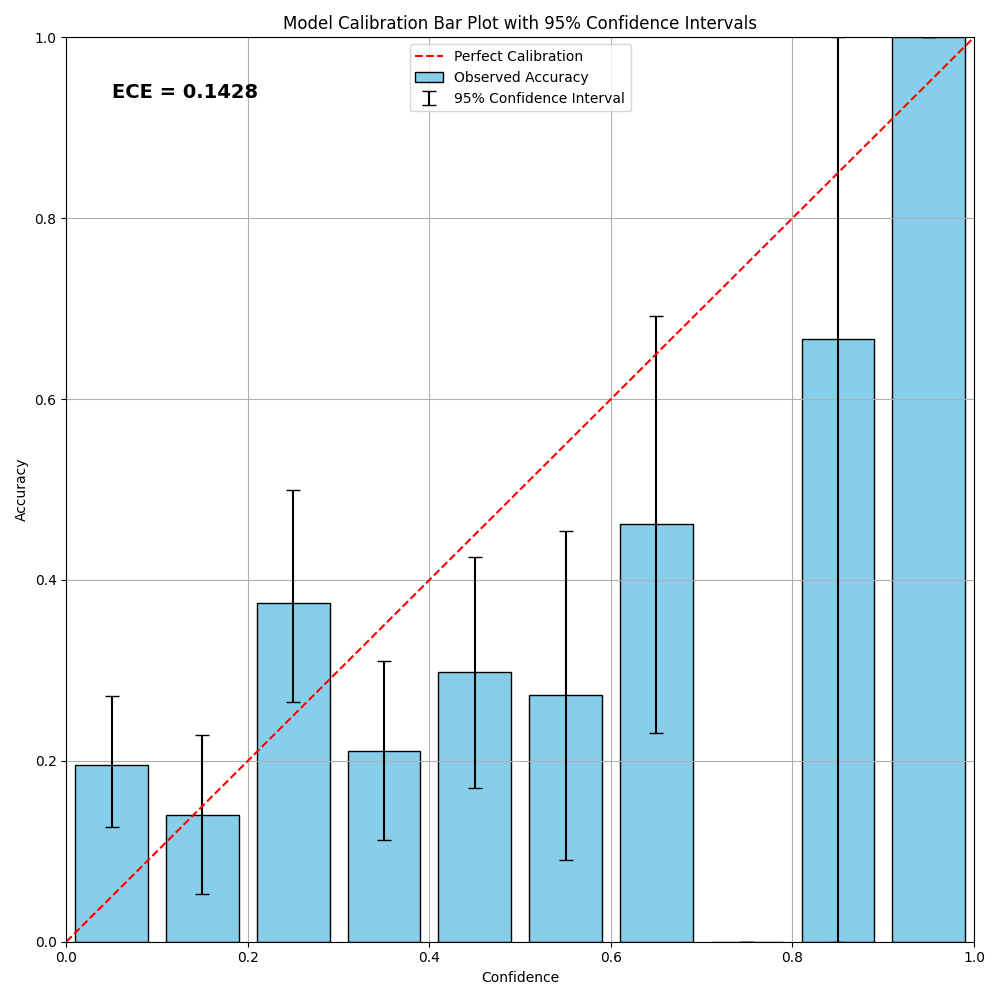 Model Calibration Bar Plot with 95% Confidence Intervals
Perfect Calibration
Observed Accuracy
95% Confidence Interval
ECE = 0.1428
1.0
0.8
0.6
0.4
0.2
0.0
Accuracy
0.0 0.2 0.4 0.6 0.8 1.0
Confidence